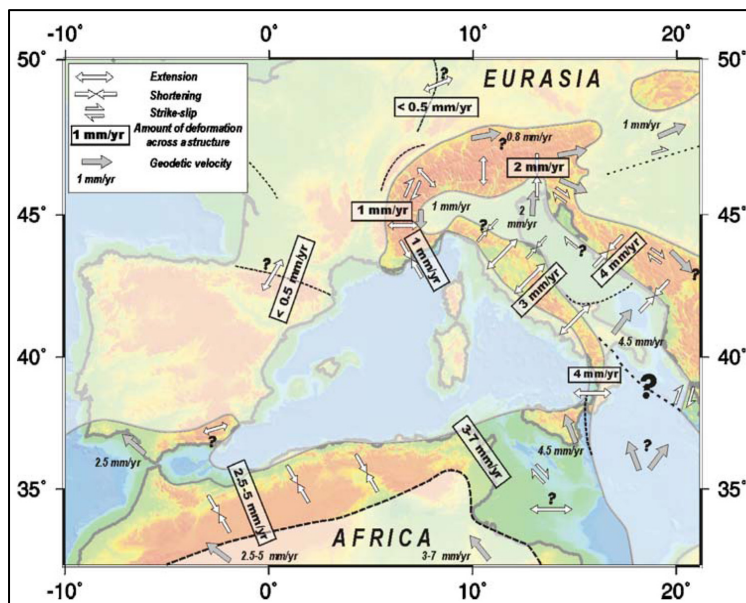 -10° 0° 10° 20°
50°
45°
40°
35°
Extension
Shortening
Strike-slip
1 mm/yr
Amount of deformation
across a structure
Geodetic velocity
1 mm/yr
EURASIA
?
< 0.5 mm/yr
?
0.8 mm/yr
2 mm/yr
1 mm/yr
1 mm/yr
1 mm/yr
2
mm/yr
1 mm/yr
?
?
< 0.5 mm/yr
?
3 mm/yr
4 mm/yr
?
4.5 mm/yr
?
4 mm/yr
?
2.5 mm/yr
2.5-5 mm/yr
3-7 mm/yr
4.5 mm/yr
?
?
AFRICA
2.5-5 mm/yr
3-7 mm/yr
50°
45°
40°
35°
-10° 0° 10° 20°